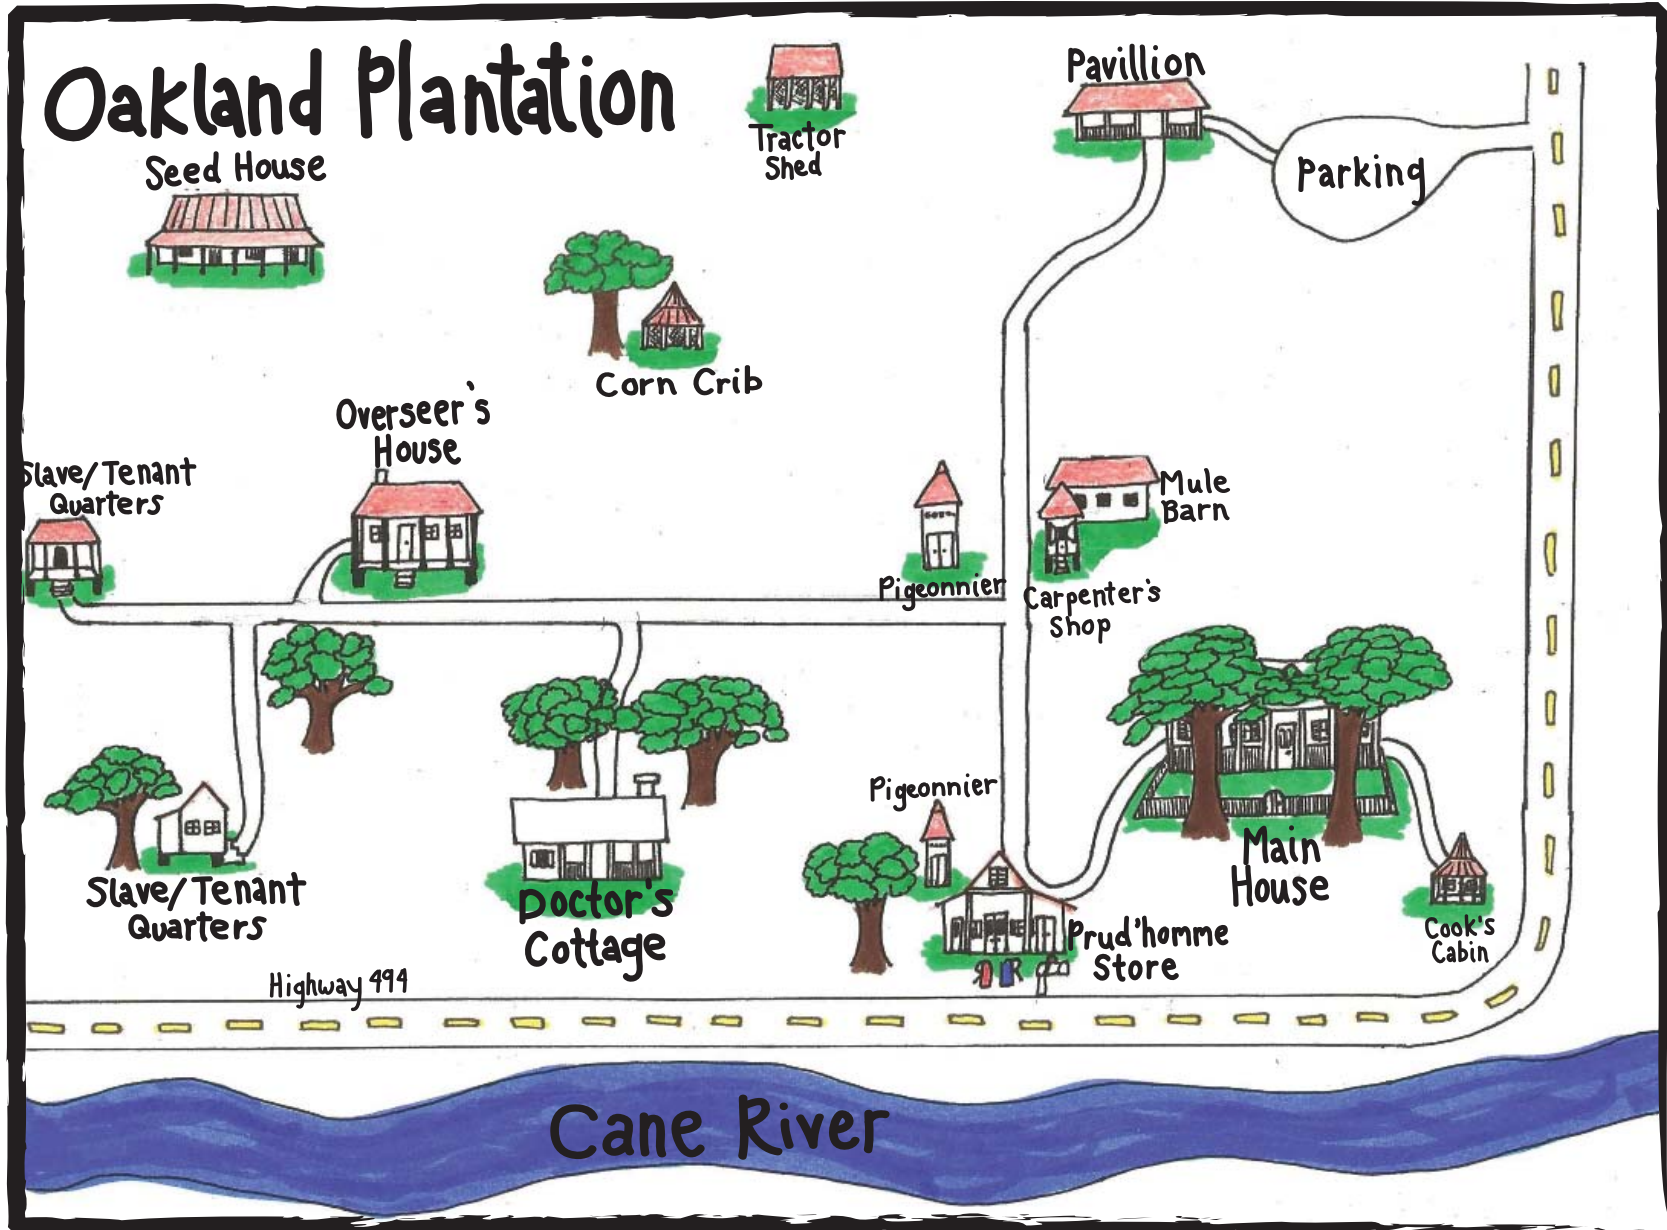 Oakland Plantation
Pavillion
Tractor
Shed
Seed House
Parking
Corn Crib
Overseer's
House
Slave/Tenant
Quarters
Mule
Barn
Pigeonnier
Carpenter's
Shop
Pigeonnier
Main
House
Slave/Tenant
Quarters
Doctor's
Cottage
Prud'homme
Store
Cook's
Cabin
Highway 494
Cane River